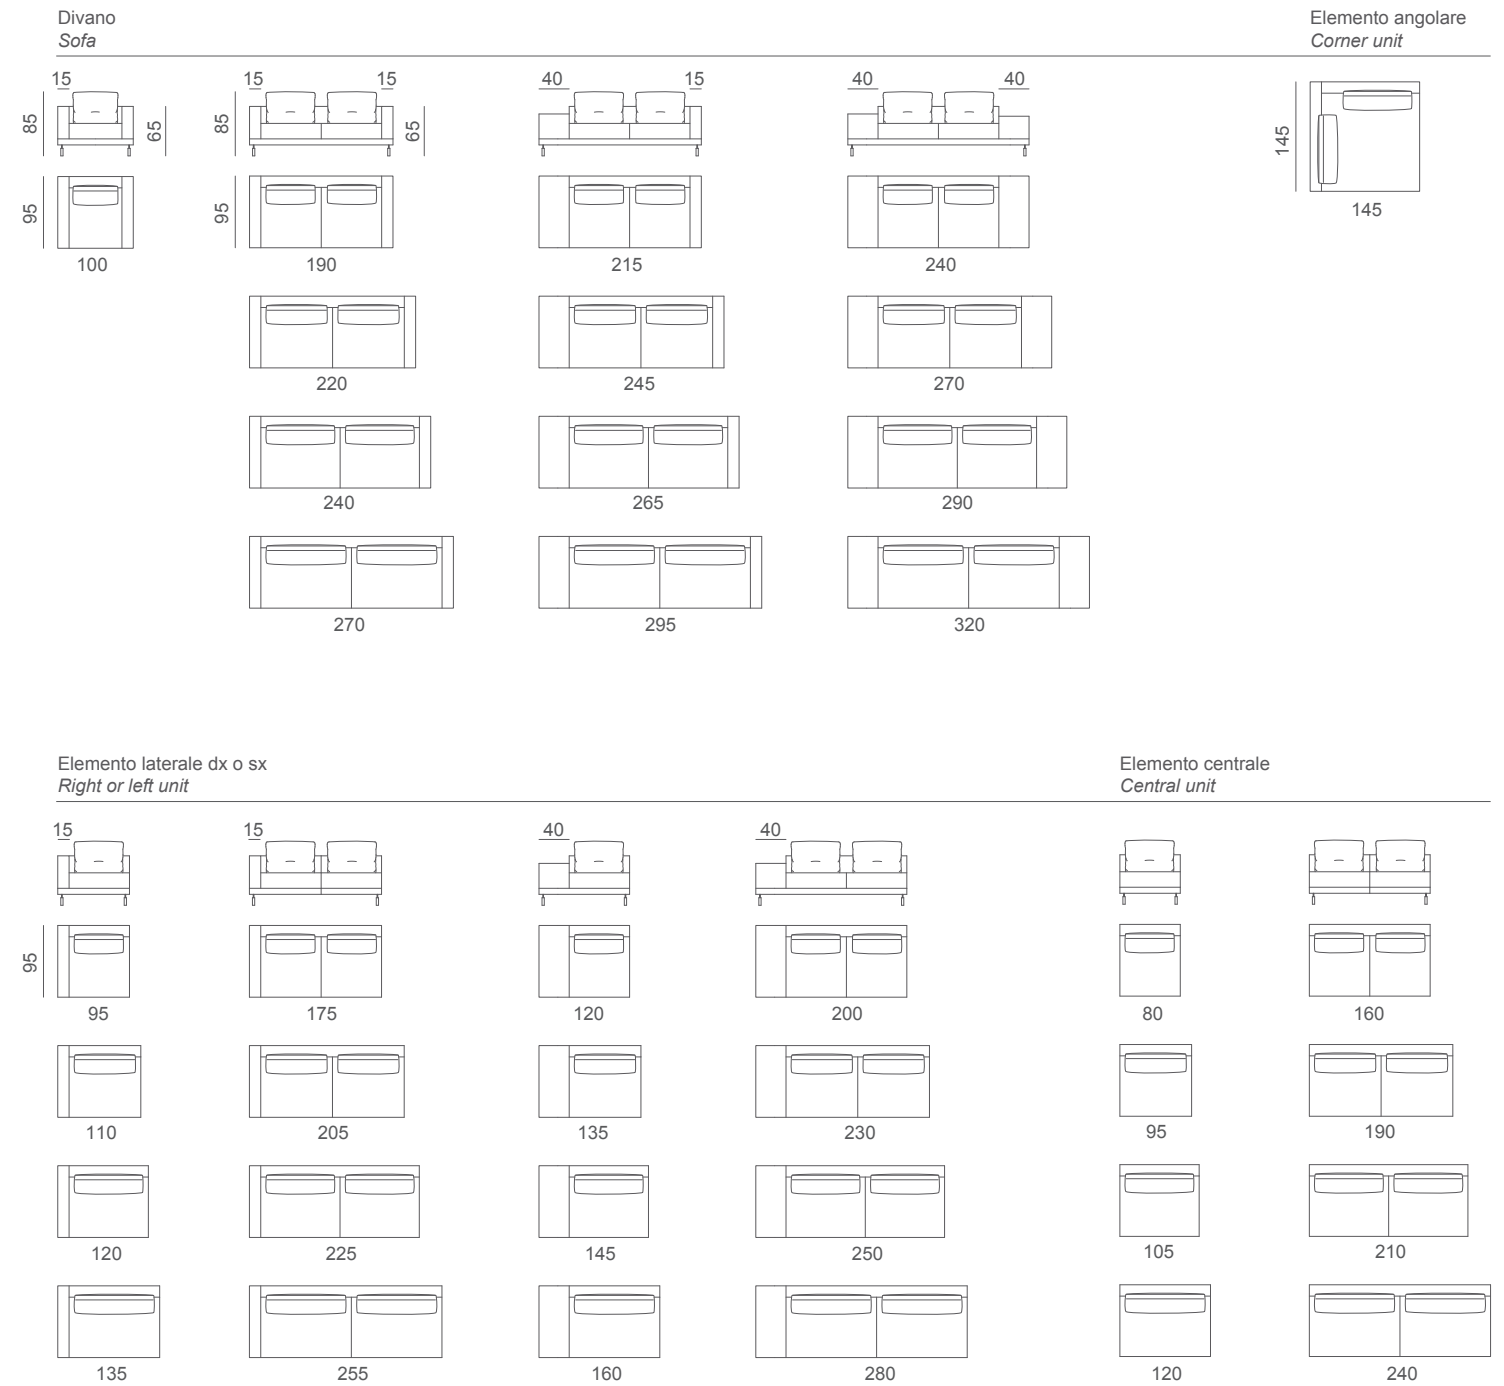 Divano
Sofa
Elemento angolare
Corner unit
15 15 15 40 15 40 40
85 65 85 65
95 95
145
145
100 190 215 240
220 245 270
240 265 290
270 295 320
Elemento laterale dx o sx
Right or left unit
Elemento centrale
Central unit
15 15 40 40
95
95 175 120 200 80 160
110 205 135 230 95 190
120 225 145 250 105 210
135 255 160 280 120 240